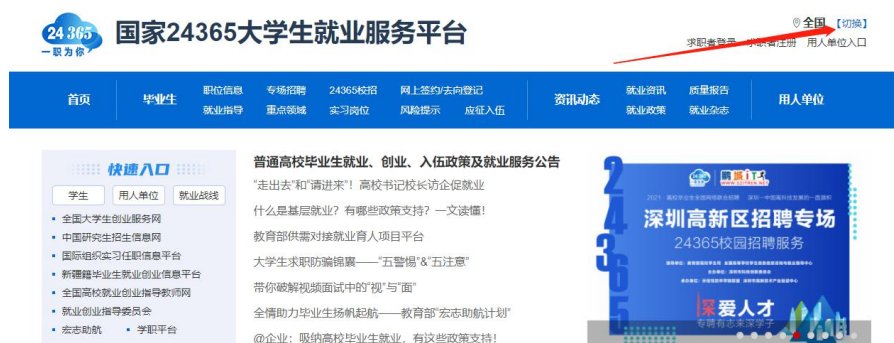 24 365
一职为你
国家24365大学生就业服务平台
全国 【切换】
求职者登录 求职者注册 用人单位入口
首页 毕业生 职位信息 专场招聘 24365校招 网上签约/去向登记 资讯动态 就业资讯 质量报告 用人单位
就业指导 重点领域 实习岗位 风险提示 应征入伍 就业政策 就业杂志
快速入口
学生 用人单位 就业战线
全国大学生创业服务网
中国研究生招生信息网
国际组织实习任职信息平台
新疆籍毕业生就业创业信息平台
全国高校就业创业指导教师网
就业创业指导委员会
宏志助航 学职平台
普通高校毕业生就业、创业、入伍政策及就业服务公告
“走出去”和“请进来”！高校书记校长访企促就业
什么是基层就业？有哪些政策支持？一文读懂！
教育部供需对接就业育人项目平台
大学生求职防骗锦囊——“五警惕”&“五注意”
带你破解视频面试中的“视”与“面”
全情助力毕业生扬帆起航——教育部“宏志助航计划”
@企业：吸纳高校毕业生就业，有这些政策支持！
24365
鹏城iT人
深圳高新区招聘专场
24365校园招聘服务
深爱人才
专聘有志来深学子